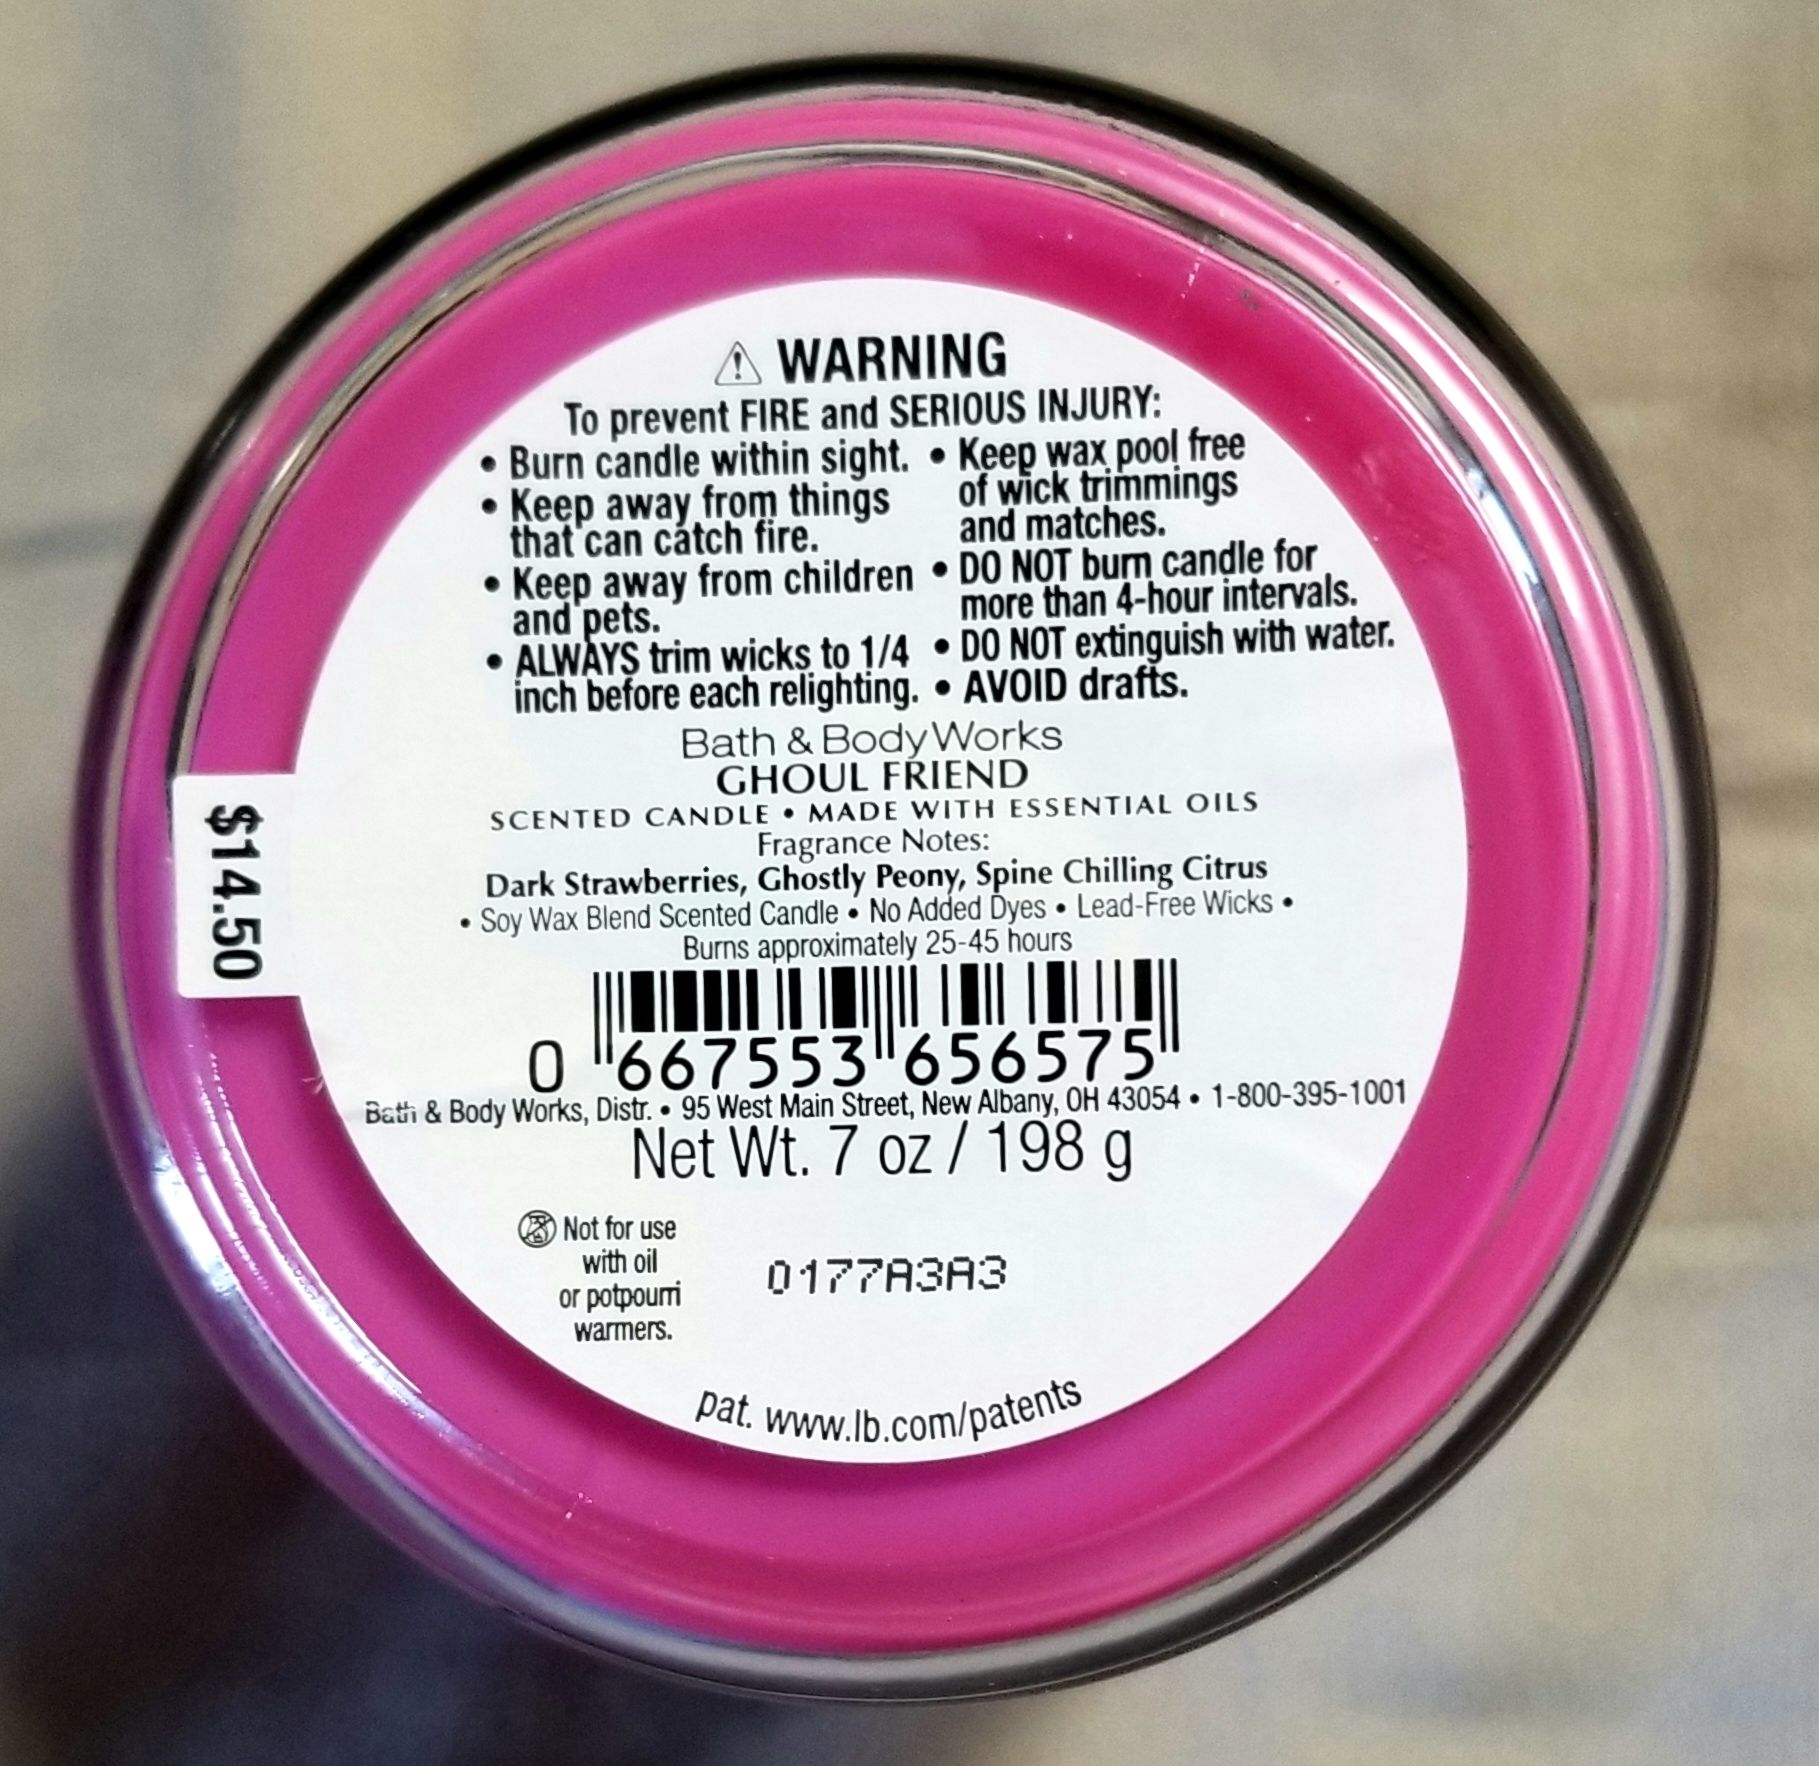 ⚠ WARNING
To prevent FIRE and SERIOUS INJURY:
• Burn candle within sight.
• Keep away from things
that can catch fire.
• Keep away from children
and pets.
• ALWAYS trim wicks to 1/4
inch before each relighting.
• Keep wax pool free
of wick trimmings
and matches.
• DO NOT burn candle for
more than 4-hour intervals.
• DO NOT extinguish with water.
• AVOID drafts.
Bath & Body Works
GHOUL FRIEND
SCENTED CANDLE • MADE WITH ESSENTIAL OILS
Fragrance Notes:
Dark Strawberries, Ghostly Peony, Spine Chilling Citrus
• Soy Wax Blend Scented Candle • No Added Dyes • Lead-Free Wicks •
Burns approximately 25-45 hours
$14.50
0 667553 656575
Bath & Body Works, Distr. • 95 West Main Street, New Albany, OH 43054 • 1-800-395-1001
Net Wt. 7 oz / 198 g
Not for use
with oil
or potpourri
warmers.
0177A3A3
pat. www.lb.com/patents